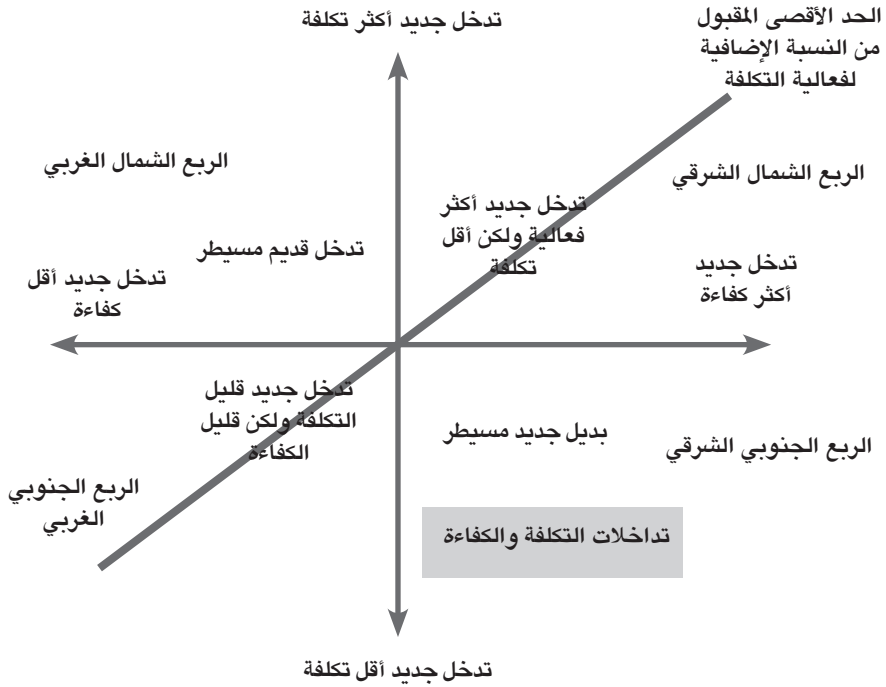 تدخل جديد أكثر تكلفة
الحد الأقصى المقبول
من النسبة الإضافية
لفعالية التكلفة
الربع الشمال الغربي
الربع الشمال الشرقي
تدخل جديد أكثر
فعالية ولكن أقل
تكلفة
تدخل قديم مسيطر
تدخل جديد
أكثر كفاءة
تدخل جديد أقل
كفاءة
تدخل جديد قليل
التكلفة ولكن قليل
الكفاءة
بديل جديد مسيطر
الربع الجنوبي الشرقي
الربع الجنوبي
الغربي
تداخلات التكلفة والكفاءة
تدخل جديد أقل تكلفة